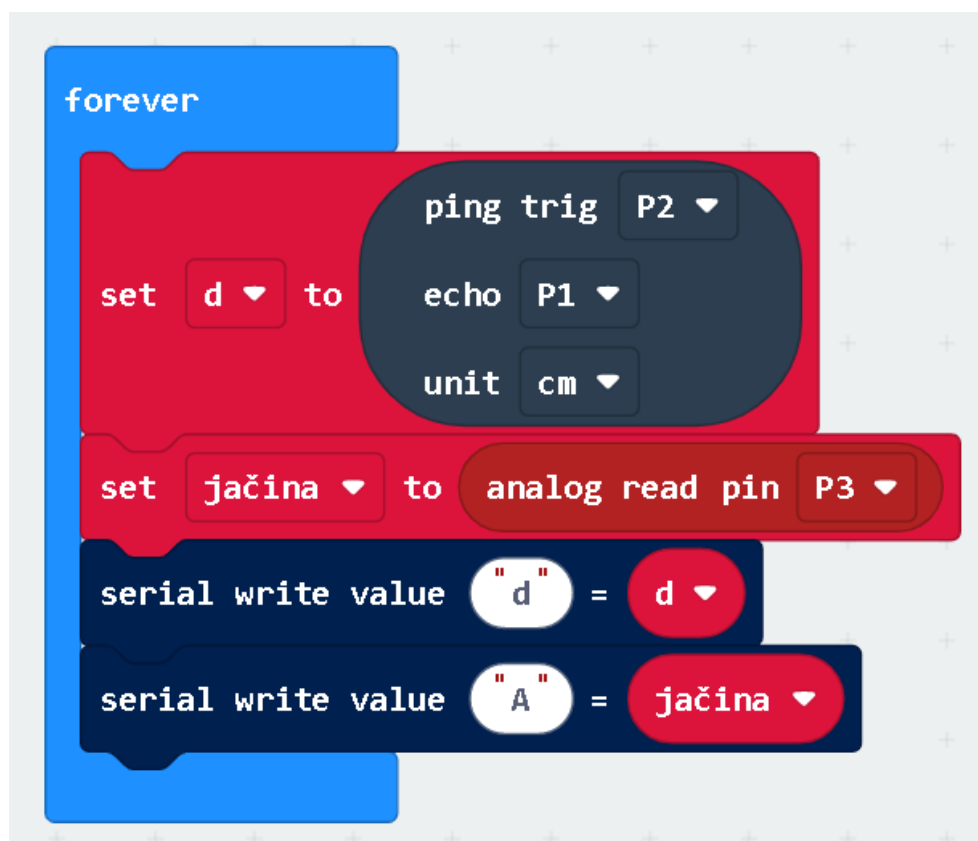 forever
ping trig P2
set d to echo P1
unit cm
set jačina to analog read pin P3
serial write value "d" = d
serial write value "A" = jačina